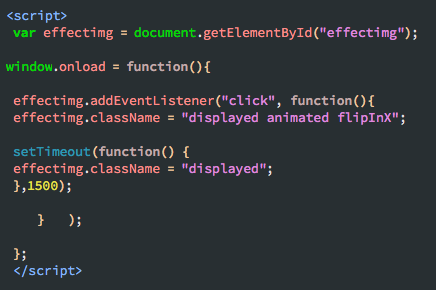 <script>
var effectimg = document.getElementById("effectimg");
window.onload = function(){
effectimg.addEventListener("click", function(){
effectimg.className = "displayed animated flipInX";
setTimeout(function() {
effectimg.className = "displayed";
},1500);
}   );
};
</script>